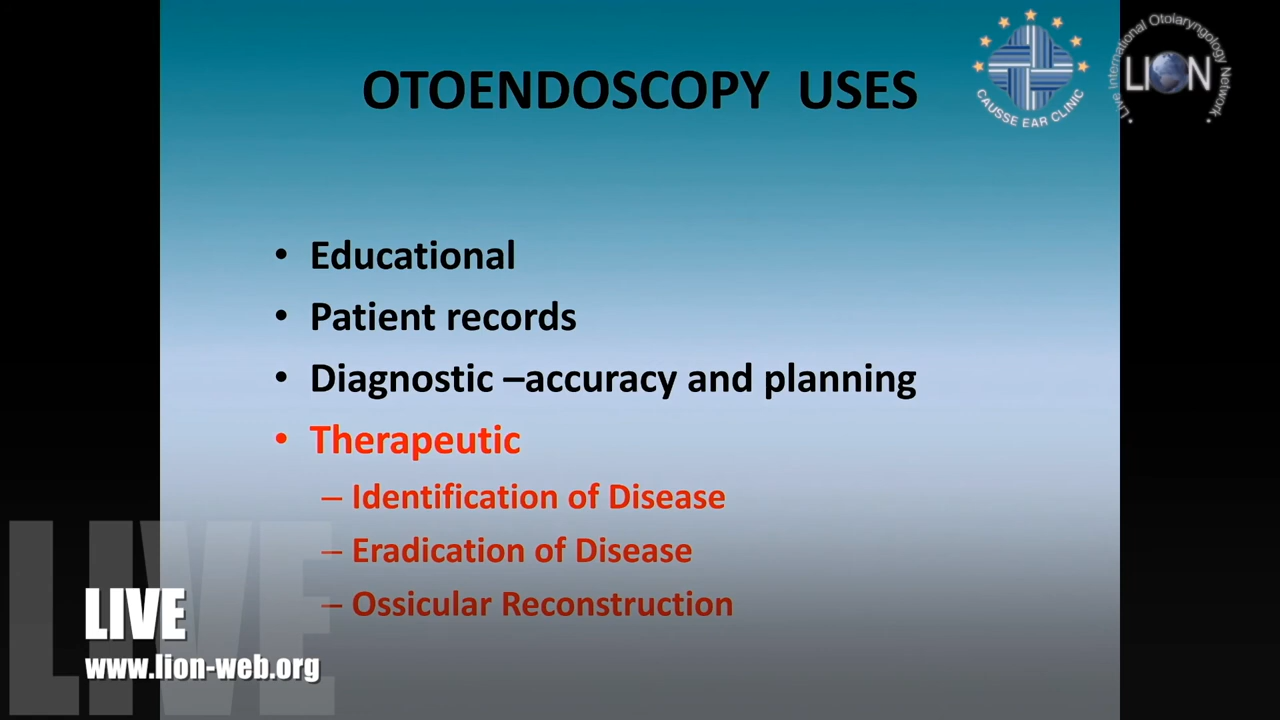 OTOENDOSCOPY USES
CAUSSE EAR CLINIC
Live International Otolaryngology Network
LION
• Educational
• Patient records
• Diagnostic –accuracy and planning
• Therapeutic
– Identification of Disease
– Eradication of Disease
– Ossicular Reconstruction
LIVE
LIVE
www.lion-web.org